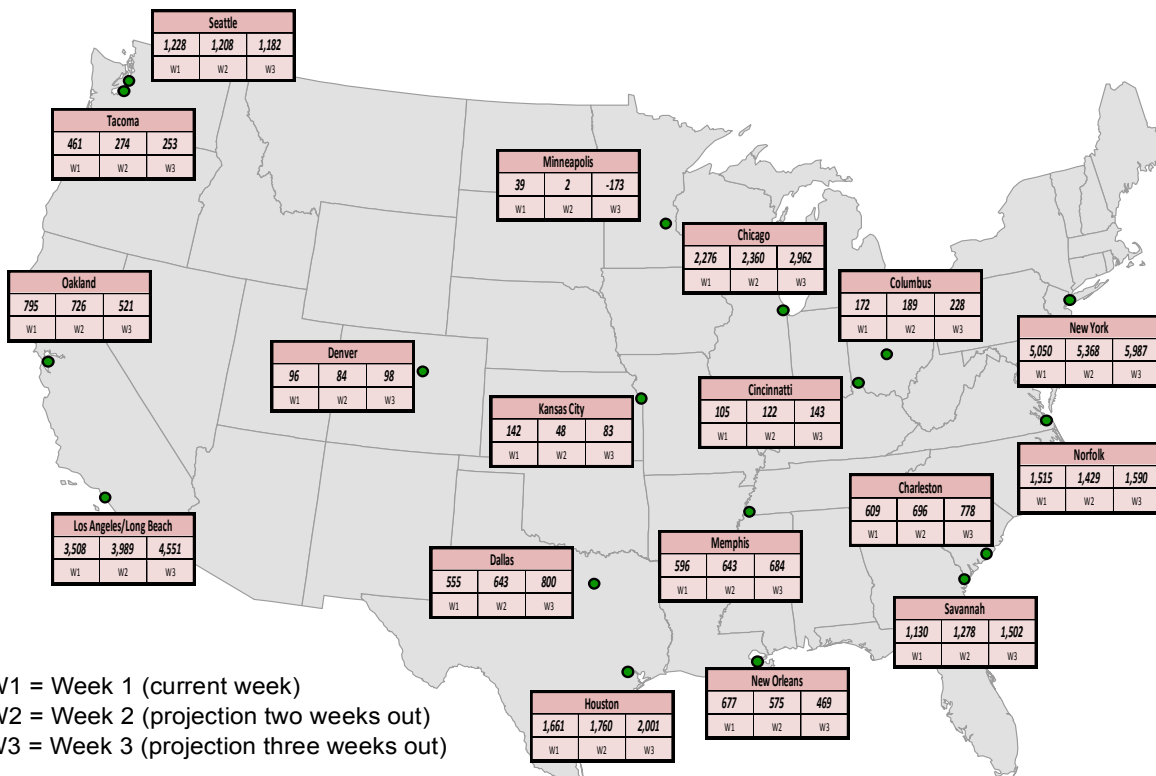 Seattle
1,228 1,208 1,182
W1 W2 W3
Tacoma
461 274 253
W1 W2 W3
Minneapolis
39 2 -173
W1 W2 W3
Chicago
2,276 2,360 2,962
W1 W2 W3
Oakland
795 726 521
W1 W2 W3
Columbus
172 189 228
W1 W2 W3
New York
5,050 5,368 5,987
W1 W2 W3
Denver
96 84 98
W1 W2 W3
Cincinnatti
105 122 143
W1 W2 W3
Kansas City
142 48 83
W1 W2 W3
Norfolk
1,515 1,429 1,590
W1 W2 W3
Charleston
609 696 778
W1 W2 W3
Los Angeles/Long Beach
3,508 3,989 4,551
W1 W2 W3
Memphis
596 643 684
W1 W2 W3
Dallas
555 643 800
W1 W2 W3
Savannah
1,130 1,278 1,502
W1 W2 W3
New Orleans
677 575 469
W1 W2 W3
Houston
1,661 1,760 2,001
W1 W2 W3
W1 = Week 1 (current week)
W2 = Week 2 (projection two weeks out)
W3 = Week 3 (projection three weeks out)